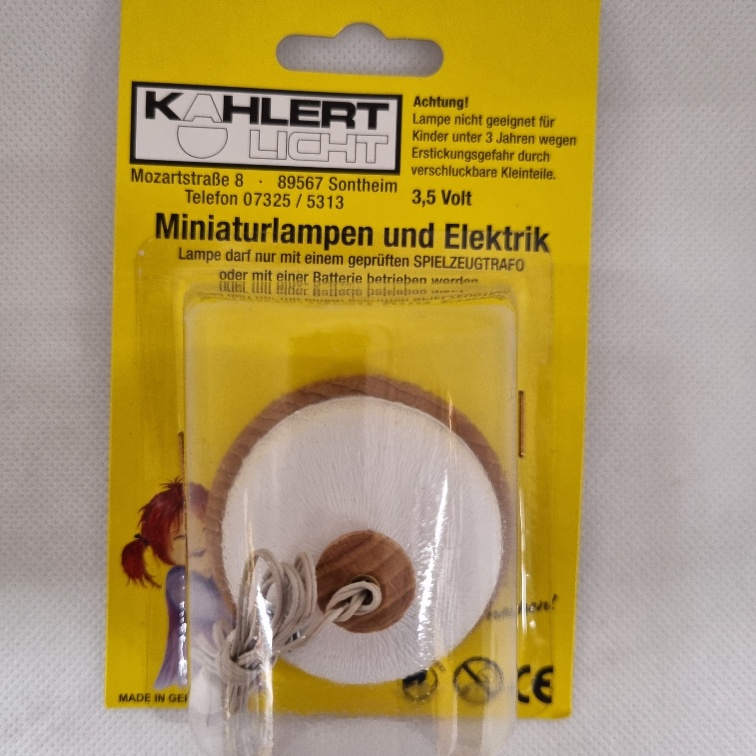 KAHLERT
LICHT
Mozartstraße 8 · 89567 Sontheim
Telefon 07325 / 5313
Achtung!
Lampe nicht geeignet für
Kinder unter 3 Jahren wegen
Erstickungsgefahr durch
verschluckbare Kleinteile.
3,5 Volt
Miniaturlampen und Elektrik
Lampe darf nur mit einem geprüften SPIELZEUGTRAFO
oder mit einer Batterie betrieben werden
MADE IN
CE